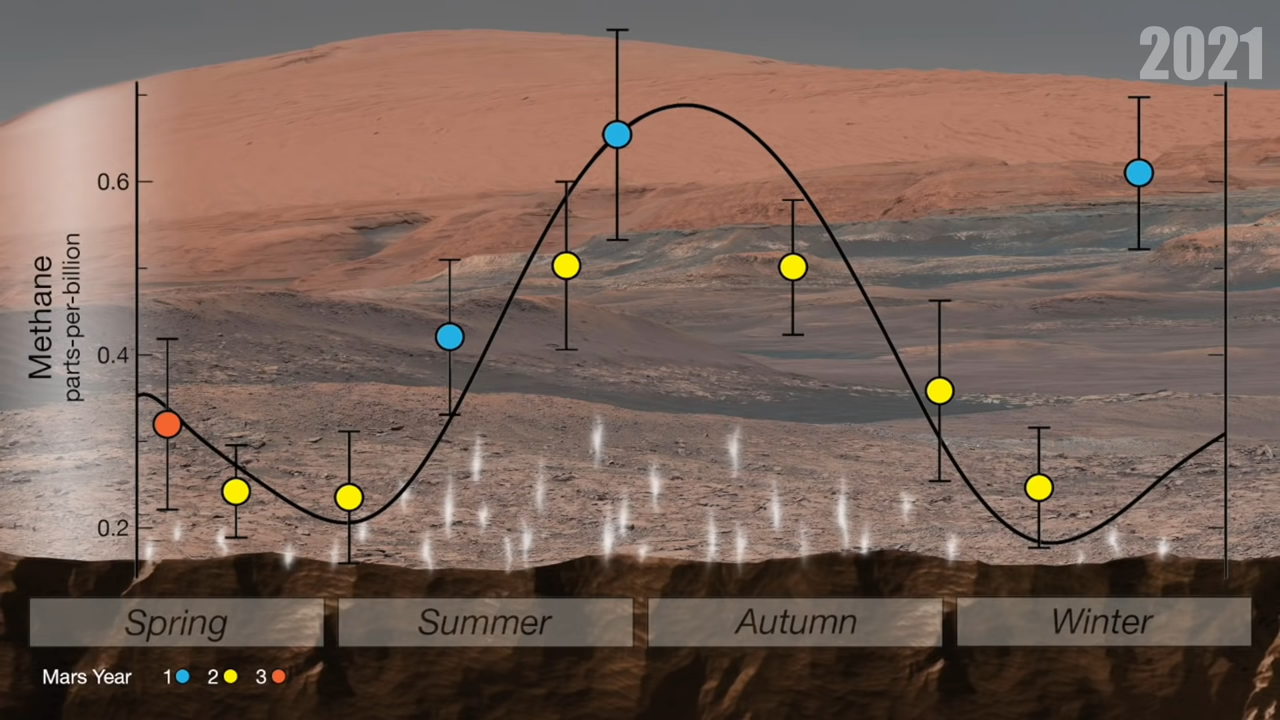 2021
0.6
0.4
0.2
Methane
parts-per-billion
Spring Summer Autumn Winter
Mars Year 1 2 3